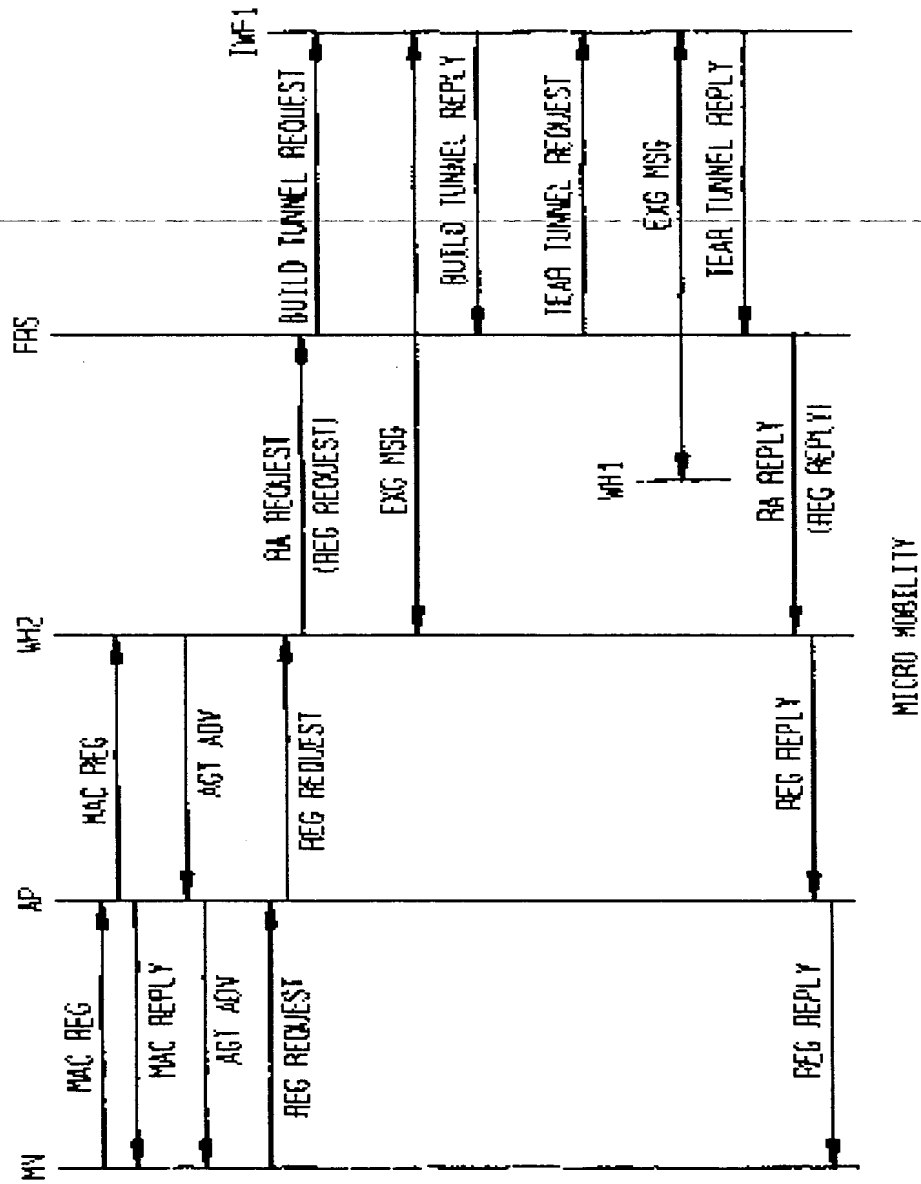 MN
AP
WH2
FRS
IWF1
MAC REG
MAC REG
MAC REPLY
AGT ADV
AGT ADV
REG REQUEST
REG REQUEST
RA REQUEST
(REG REQUEST)
BUILD TUNNEL REQUEST
EXG MSG
BUILD TUNNEL REPLY
TEAR TUNNEL REQUEST
WH1
EXG MSG
TEAR TUNNEL REPLY
RA REPLY
(REG REPLY)
REG REPLY
REG REPLY
MICRO MOBILITY